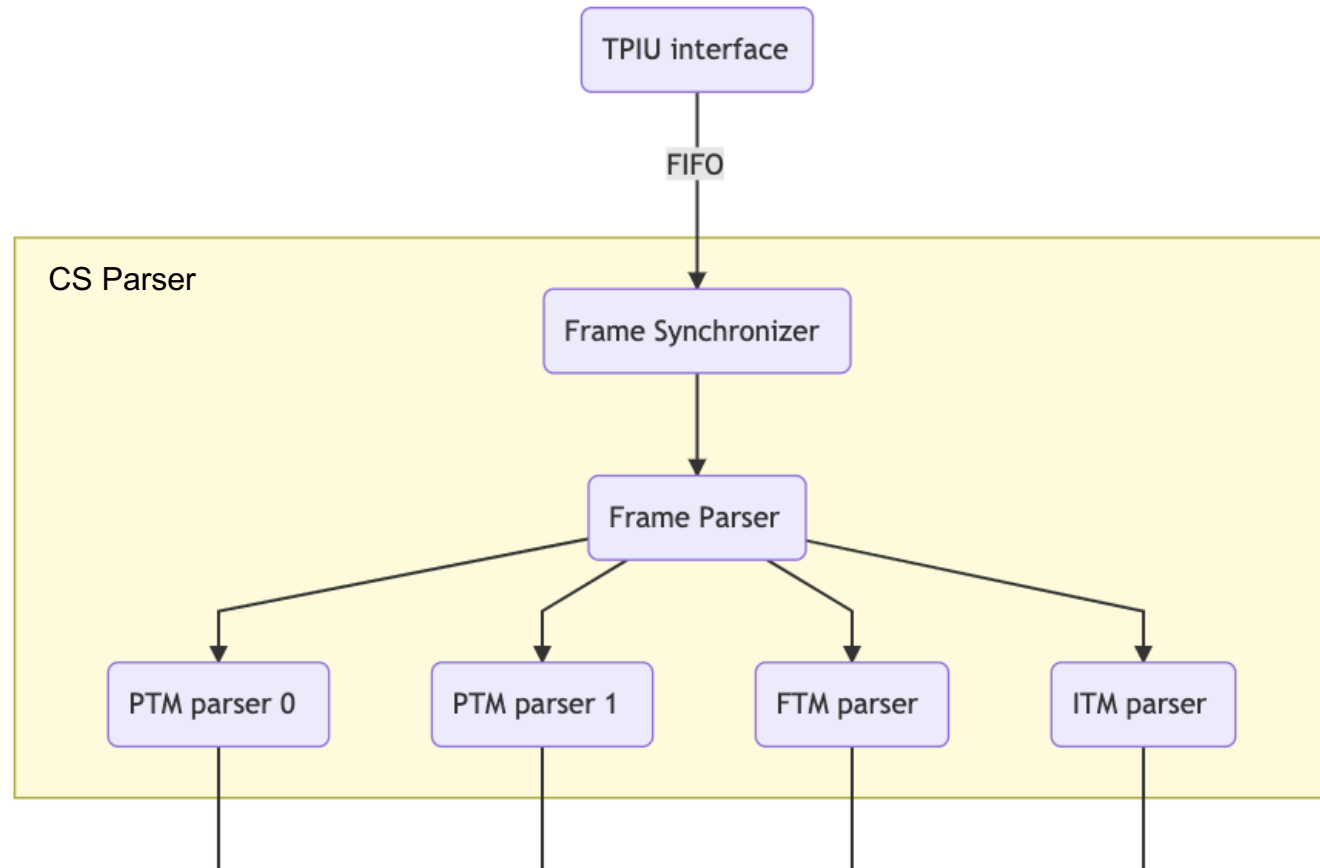 TPIU interface
FIFO
CS Parser
Frame Synchronizer
Frame Parser
PTM parser 0
PTM parser 1
FTM parser
ITM parser